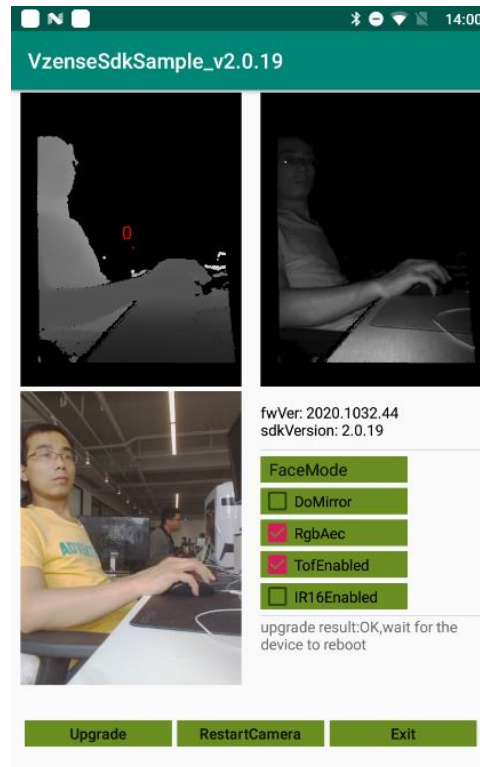 14:00
VzenseSdkSample_v2.0.19
0
fwVer: 2020.1032.44
sdkVersion: 2.0.19
FaceMode
DoMirror
RgbAec
TofEnabled
IR16Enabled
upgrade result:OK,wait for the
device to reboot
Upgrade RestartCamera Exit